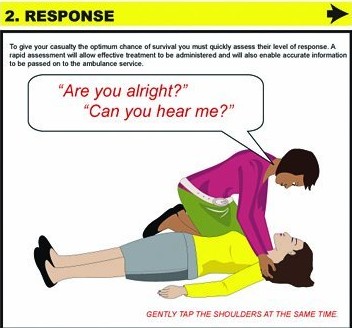 2. RESPONSE
To give your casualty the optimum chance of survival you must quickly assess their level of response. A
rapid assessment will allow effective treatment to be administered and will also enable accurate information
to be passed on to the ambulance service.
“Are you alright?”
“Can you hear me?”
GENTLY TAP THE SHOULDERS AT THE SAME TIME.